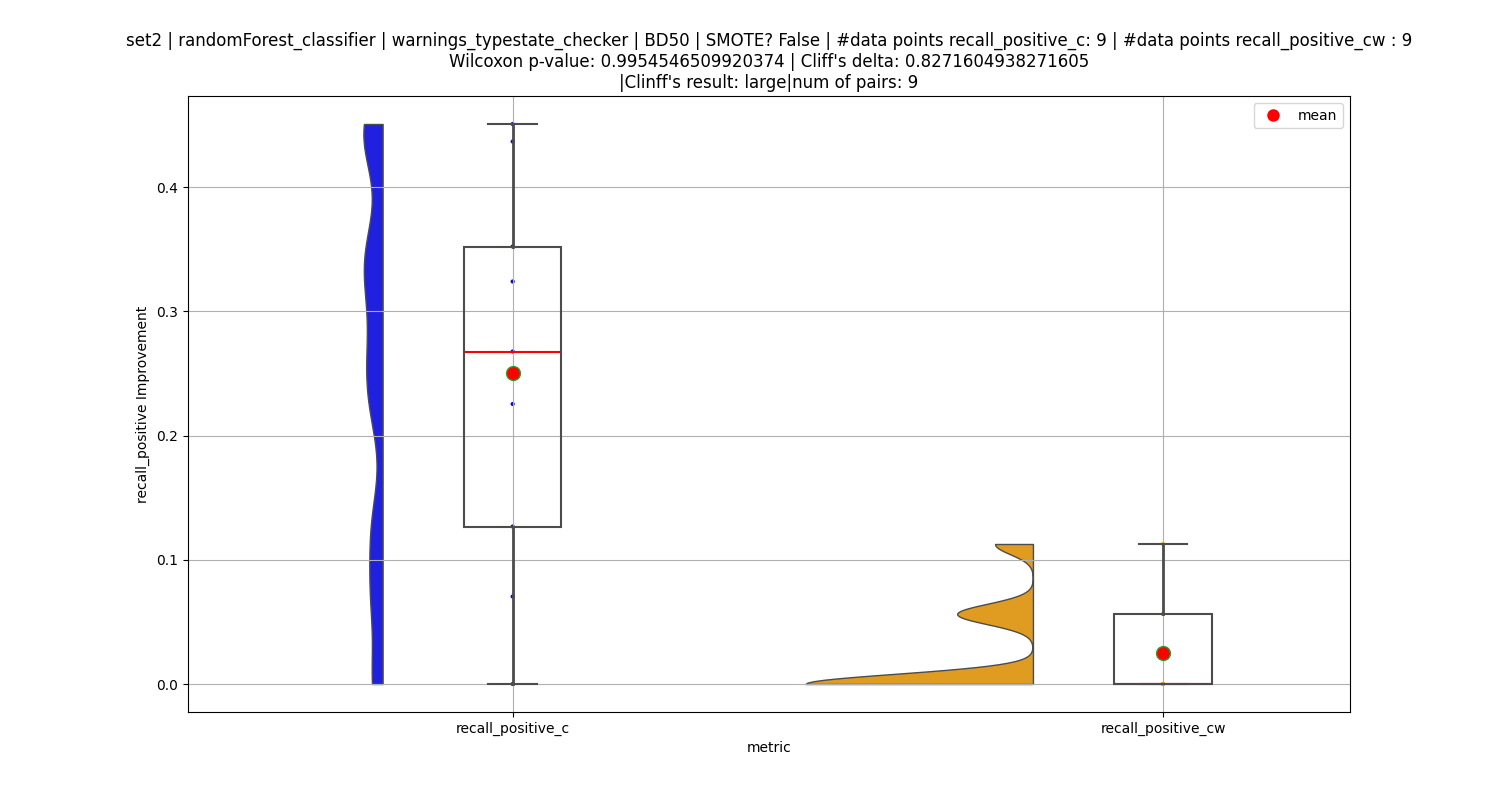 set2 | randomForest_classifier | warnings_typestate_checker | BD50 | SMOTE? False | #data points recall_positive_c: 9 | #data points recall_positive_cw : 9
Wilcoxon p-value: 0.9954546509920374 | Cliff's delta: 0.8271604938271605
|Clinff's result: large|num of pairs: 9
mean
0.4
0.3
0.2
0.1
0.0
recall_positive Improvement
recall_positive_c
recall_positive_cw
metric